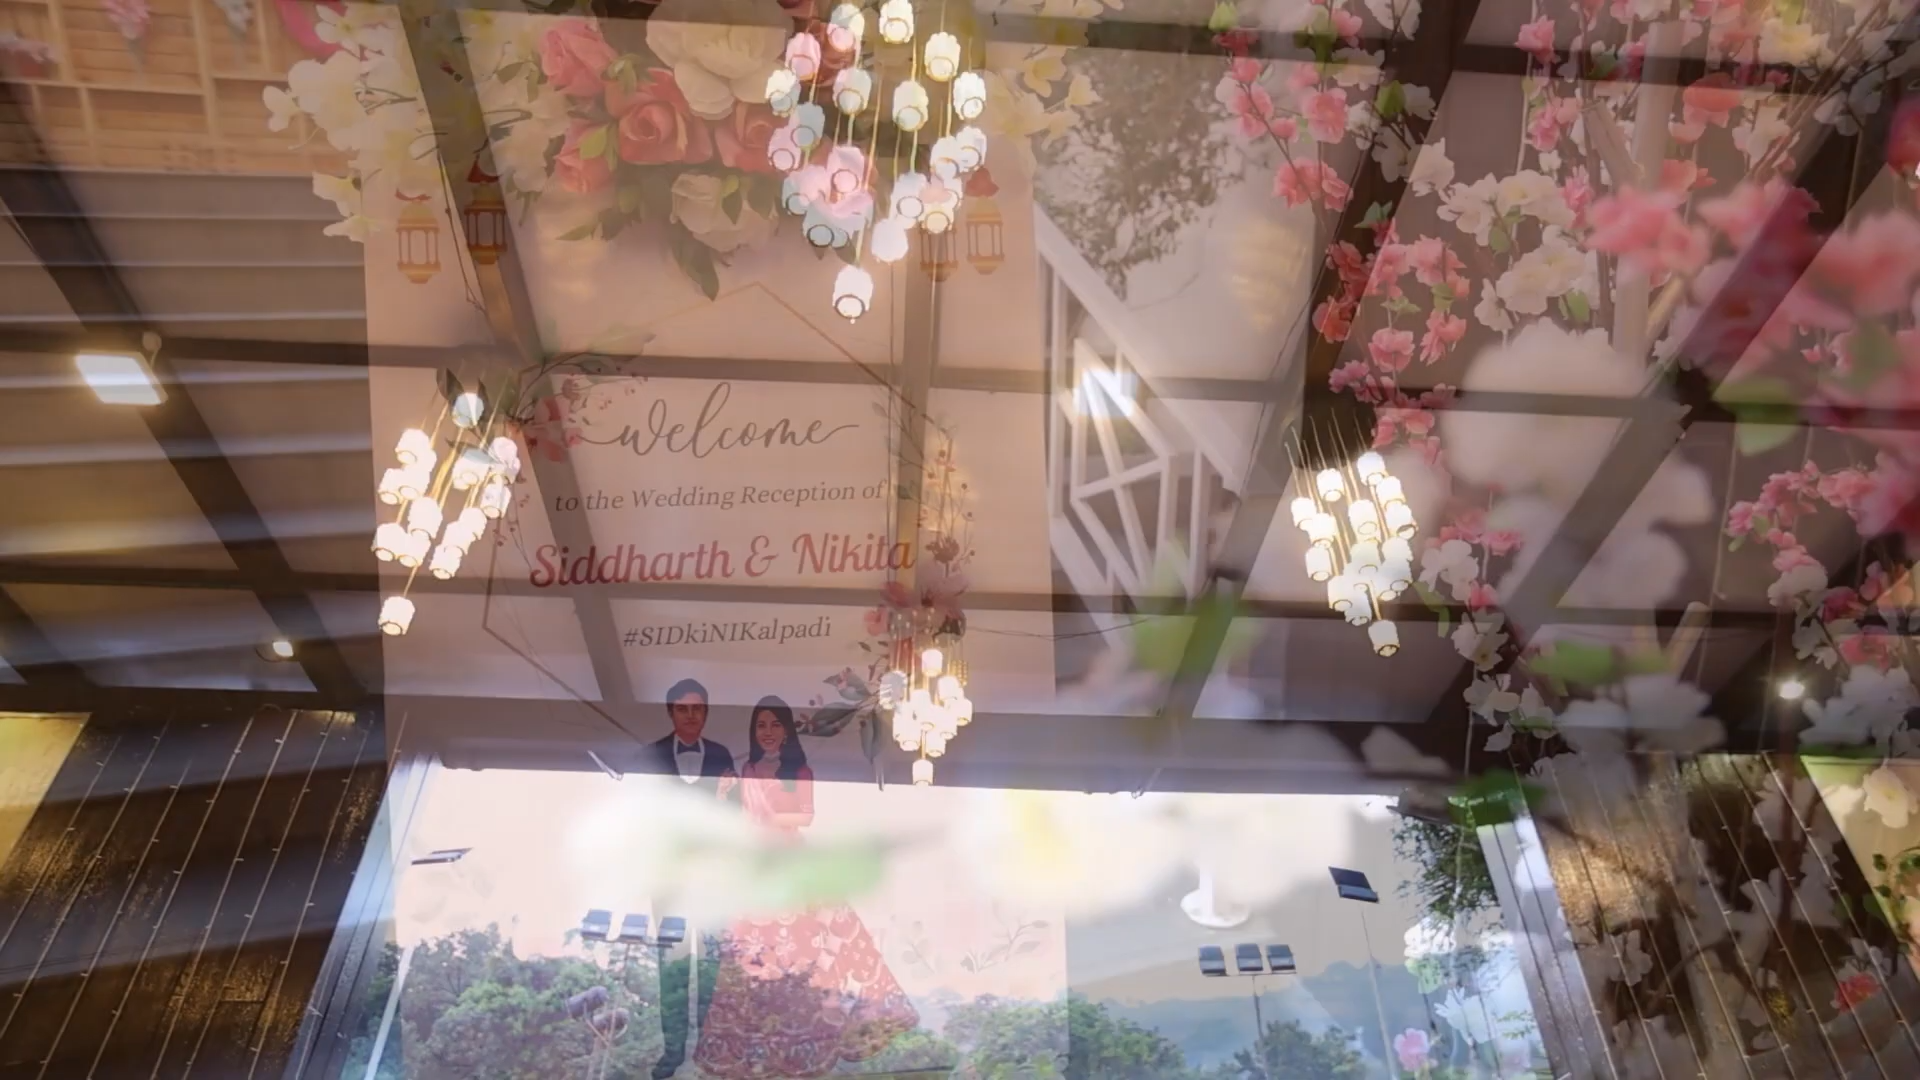 welcome
to the Wedding Reception of
Siddharth & Nikita
#SIDkiNIKalpadi